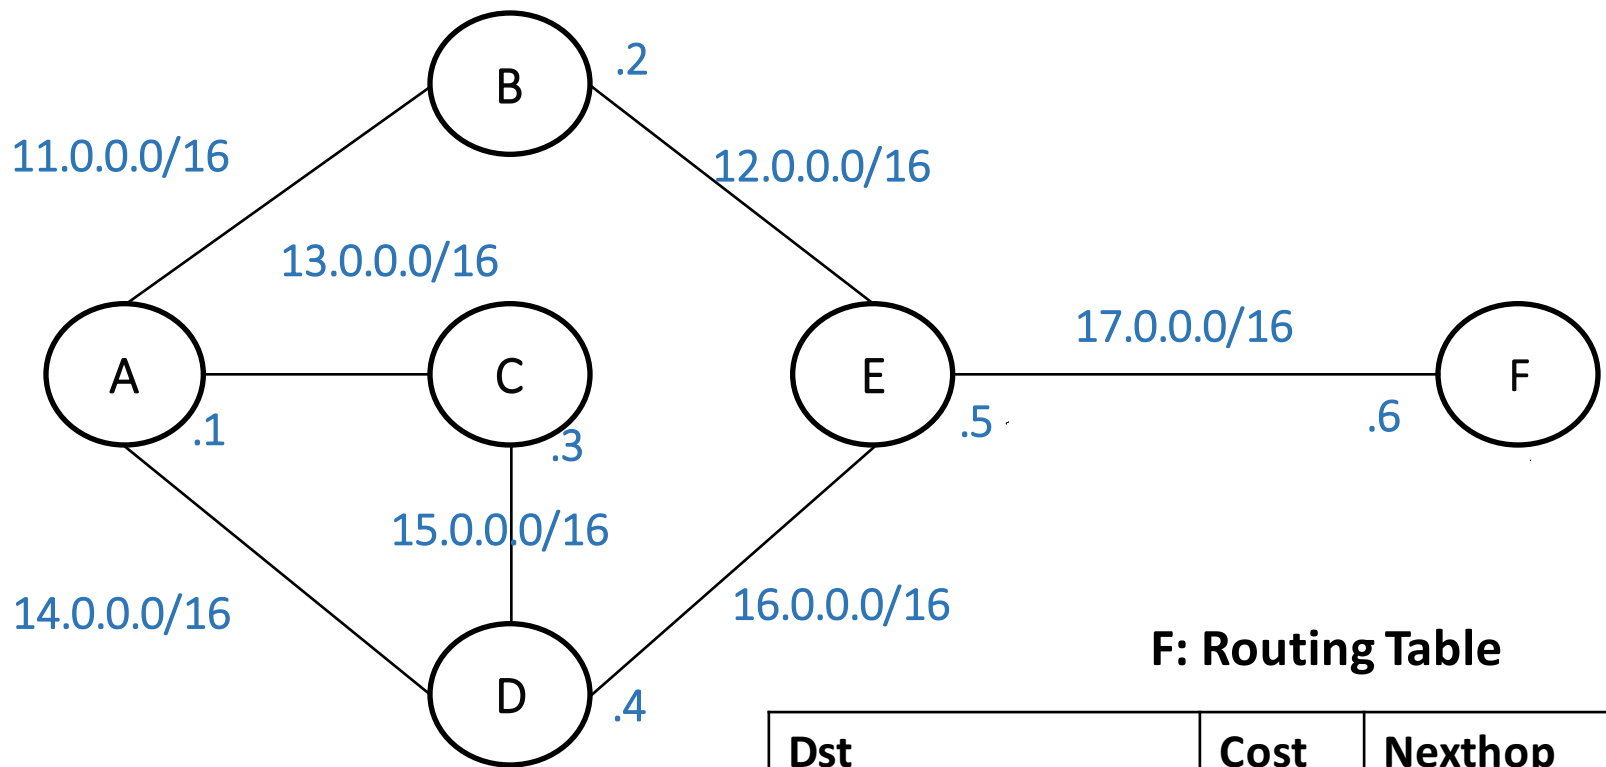 B
.2
11.0.0.0/16
12.0.0.0/16
13.0.0.0/16
17.0.0.0/16
A
C
E
F
.1
.3
.5
.6
15.0.0.0/16
14.0.0.0/16
16.0.0.0/16
F: Routing Table
D
.4
Dst Cost Nexthop